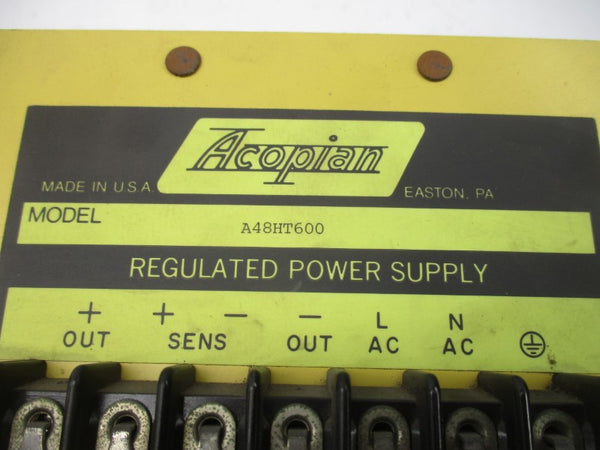 Acopian
MADE IN U.S.A. EASTON, PA
MODEL A48HT600
REGULATED POWER SUPPLY
+ + - - L N
OUT SENS OUT AC AC